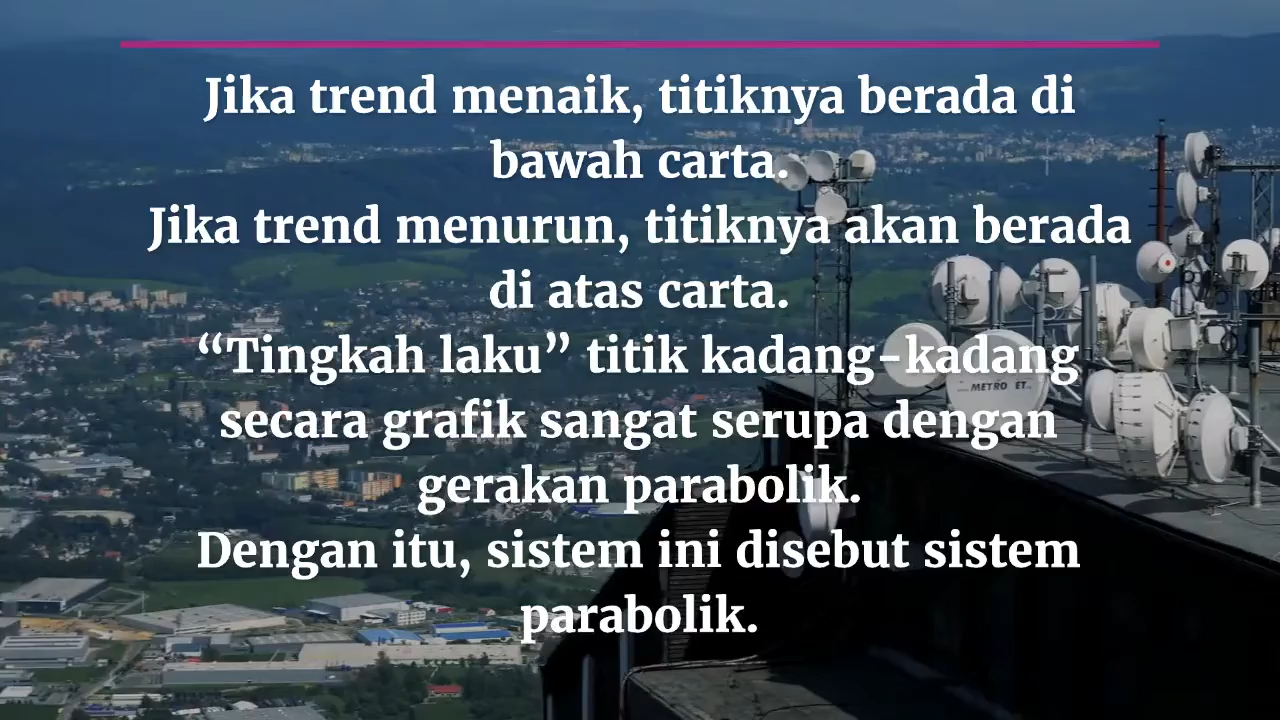 Jika trend menaik, titiknya berada di
bawah carta.
Jika trend menurun, titiknya akan berada
di atas carta.
“Tingkah laku” titik kadang-kadang
secara grafik sangat serupa dengan
gerakan parabolik.
Dengan itu, sistem ini disebut sistem
parabolik.
METRO